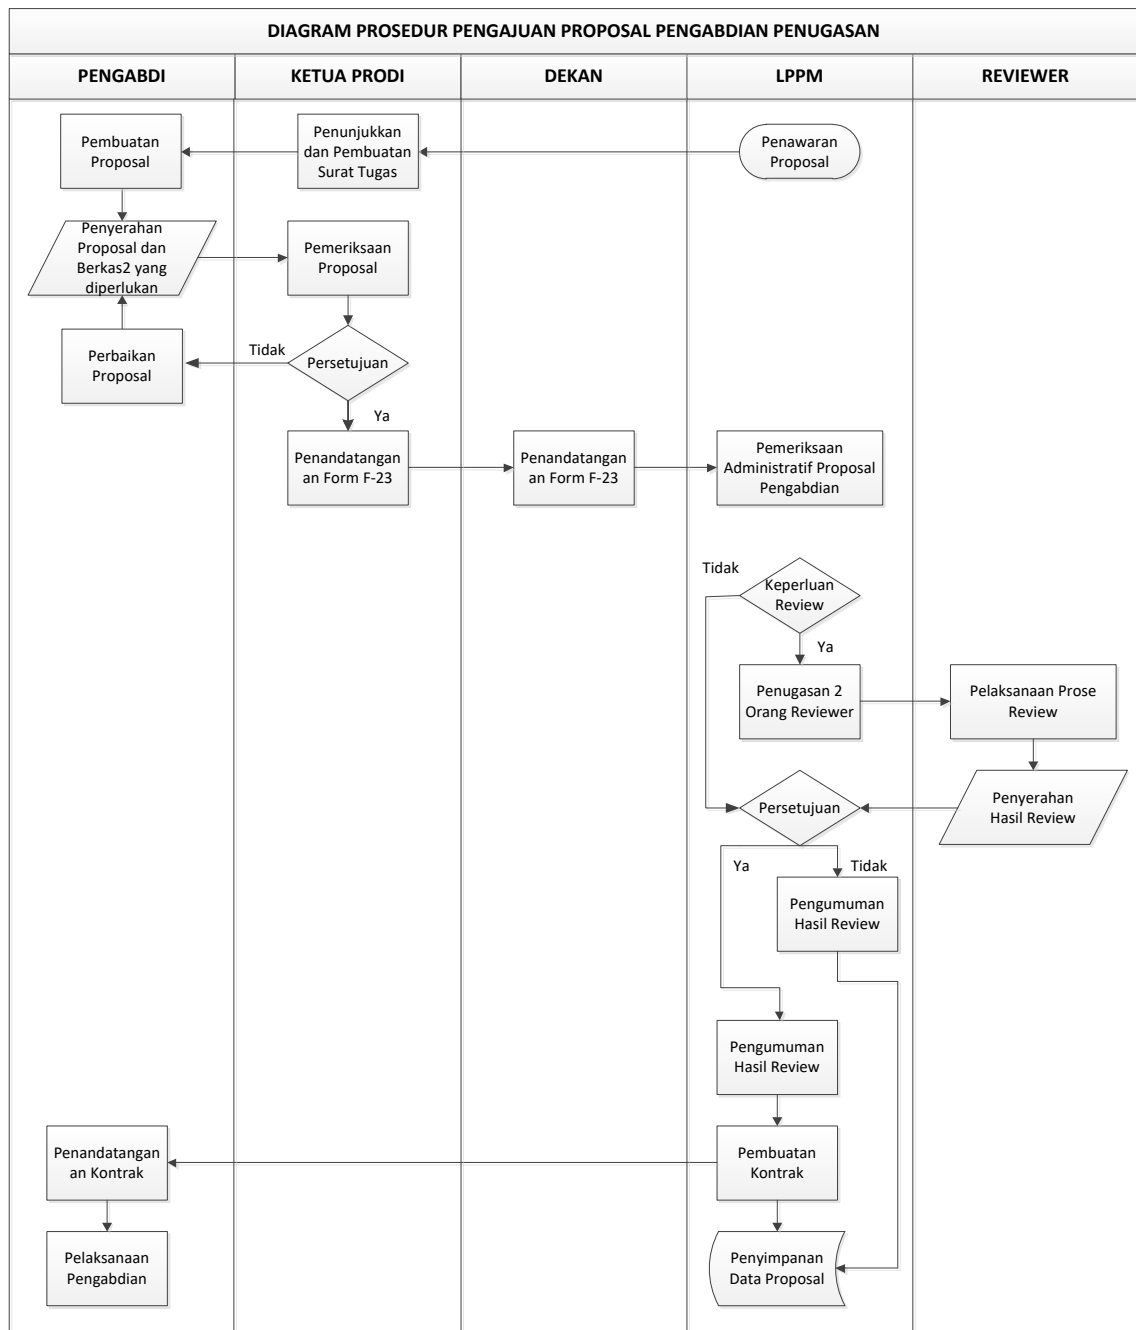 DIAGRAM PROSEDUR PENGAJUAN PROPOSAL PENGABDIAN PENUGASAN
PENGABDI
KETUA PRODI
DEKAN
LPPM
REVIEWER
Pembuatan
Proposal
Penunjukkan
dan Pembuatan
Surat Tugas
Penawaran
Proposal
Penyerahan
Proposal dan
Berkas2 yang
diperlukan
Pemeriksaan
Proposal
Perbaikan
Proposal
Tidak
Persetujuan
Ya
Penandatangan
an Form F-23
Penandatangan
an Form F-23
Pemeriksaan
Administratif Proposal
Pengabdian
Tidak
Keperluan
Review
Ya
Penugasan 2
Orang Reviewer
Pelaksanaan Prose
Review
Persetujuan
Penyerahan
Hasil Review
Ya
Tidak
Pengumuman
Hasil Review
Pengumuman
Hasil Review
Penandatangan
an Kontrak
Pembuatan
Kontrak
Pelaksanaan
Pengabdian
Penyimpanan
Data Proposal